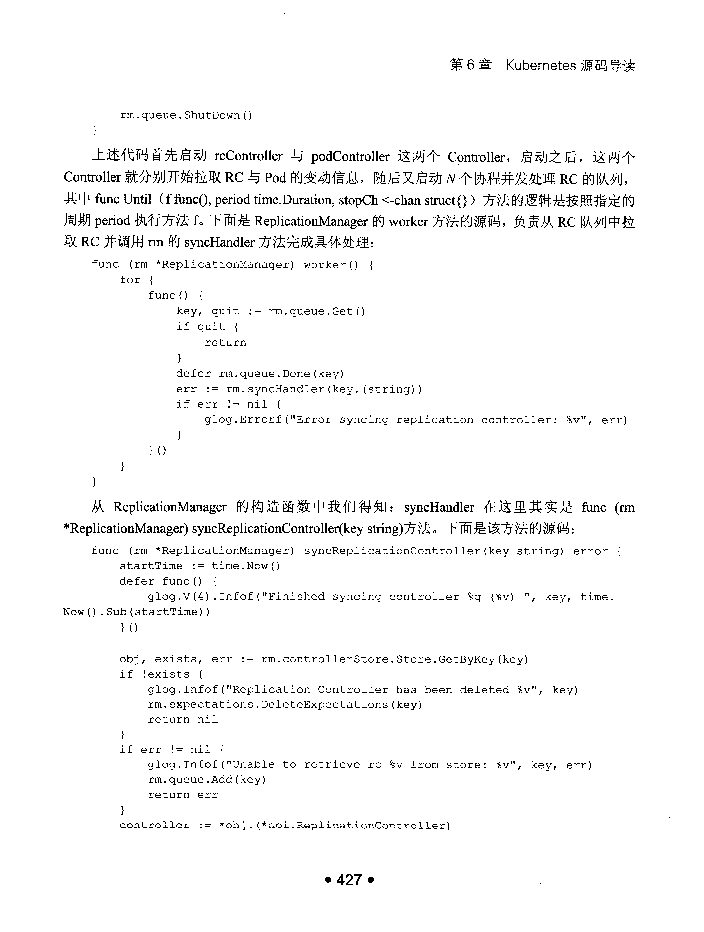 第 6 章 Kubernetes 源码导读
rm.queue.ShutDown()
}
上述代码首先启动 rcController 与 podController 这两个 Controller，启动之后，这两个
Controller 就分别开始拉取 RC 与 Pod 的变动信息，随后又启动 N 个协程并发处理 RC 的队列，
其中 func Until（f func(), period time.Duration, stopCh <-chan struct{}）方法的逻辑是按照指定的
周期 period 执行方法 f。下面是 ReplicationManager 的 worker 方法的源码，负责从 RC 队列中拉
取 RC 并调用 rm 的 syncHandler 方法完成具体处理：
func (rm *ReplicationManager) worker() {
for {
func() {
key, quit := rm.queue.Get()
if quit {
return
}
defer rm.queue.Done(key)
err := rm.syncHandler(key.(string))
if err != nil {
glog.Errorf("Error syncing replication controller: %v", err)
}
}()
}
}
从 ReplicationManager 的构造函数中我们得知：syncHandler 在这里其实是 func (rm
*ReplicationManager) syncReplicationController(key string)方法。下面是该方法的源码：
func (rm *ReplicationManager) syncReplicationController(key string) error {
startTime := time.Now()
defer func() {
glog.V(4).Infof("Finished syncing controller %q (%v) ", key, time.
Now().Sub(startTime))
}()
obj, exists, err := rm.controllerStore.Store.GetByKey(key)
if !exists {
glog.Infof("Replication Controller has been deleted %v", key)
rm.expectations.DeleteExpectations(key)
return nil
}
if err != nil {
glog.Infof("Unable to retrieve rc %v from store: %v", key, err)
rm.queue.Add(key)
return err
}
controller := *obj.(*api.ReplicationController)
• 427 •